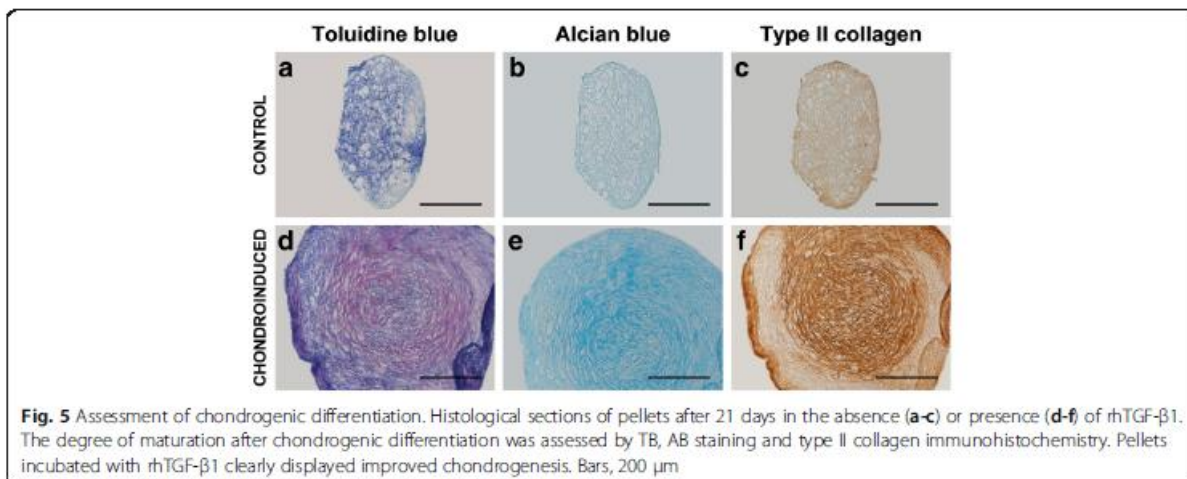 Toluidine blue Alcian blue Type II collagen
a b c
CONTROL
d e f
CHONDROINDUCED
Fig. 5 Assessment of chondrogenic differentiation. Histological sections of pellets after 21 days in the absence (a-c) or presence (d-f) of rhTGF-β1.
The degree of maturation after chondrogenic differentiation was assessed by TB, AB staining and type II collagen immunohistochemistry. Pellets
incubated with rhTGF-β1 clearly displayed improved chondrogenesis. Bars, 200 μm